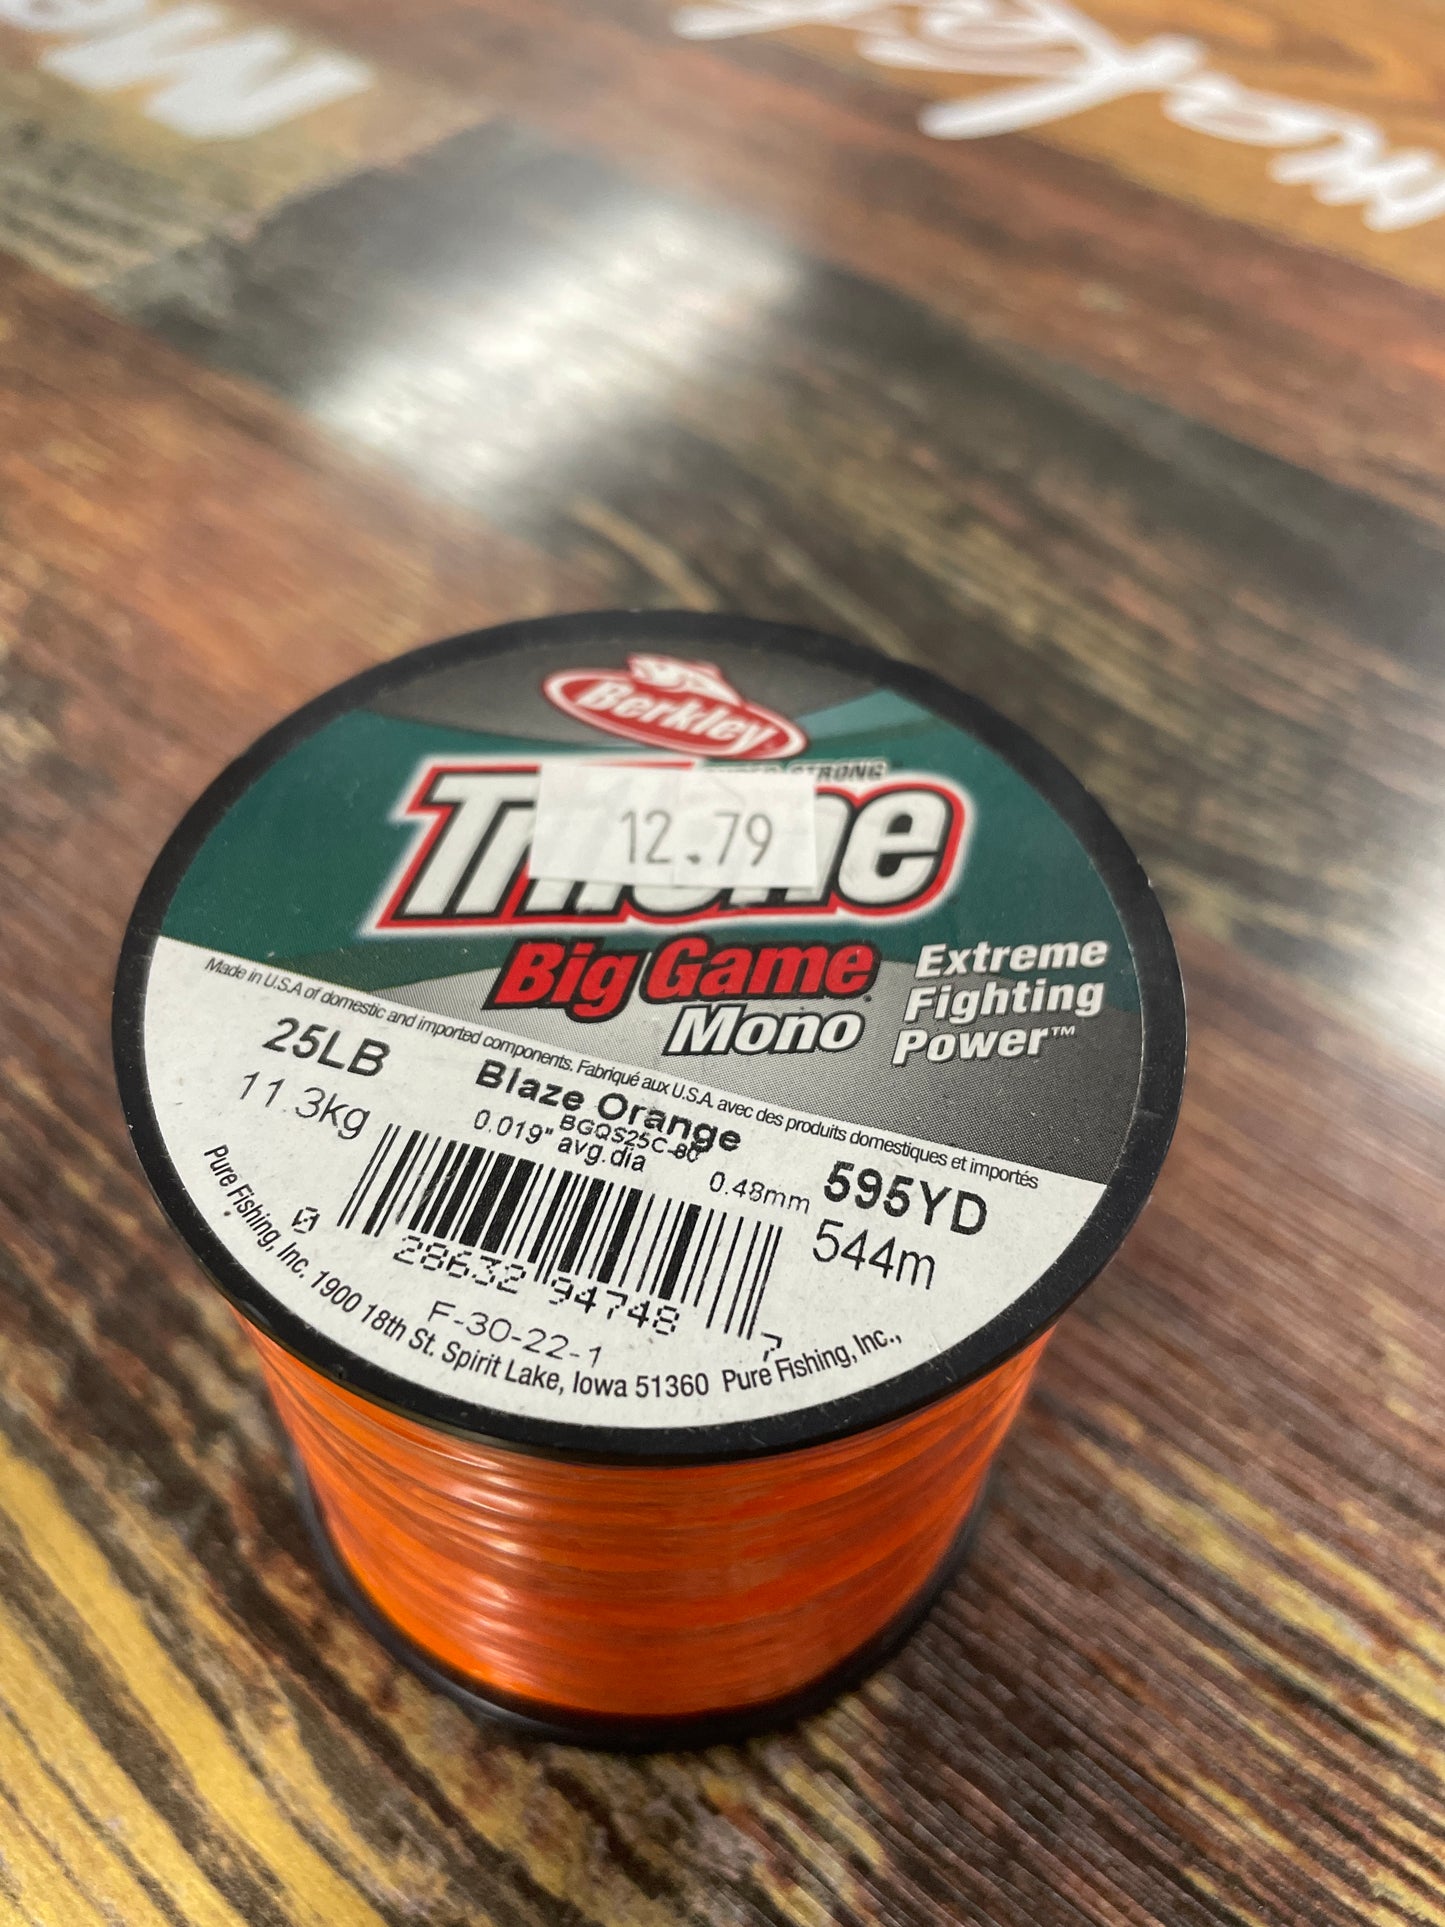 Berkley
STRONG™
12.79
Big Game
Mono
Extreme
Fighting
Power™
Made in U.S.A of domestic and imported components. Fabriqué aux U.S.A. avec des produits domestiques et importés
25LB
11.3kg
Blaze Orange
BGQS25C-80
0.019" avg.dia
0.48mm
595YD
544m
0 28632 94748 7
F-30-22-1
Pure Fishing, Inc. 1900 18th St. Spirit Lake, Iowa 51360 Pure Fishing, Inc.,